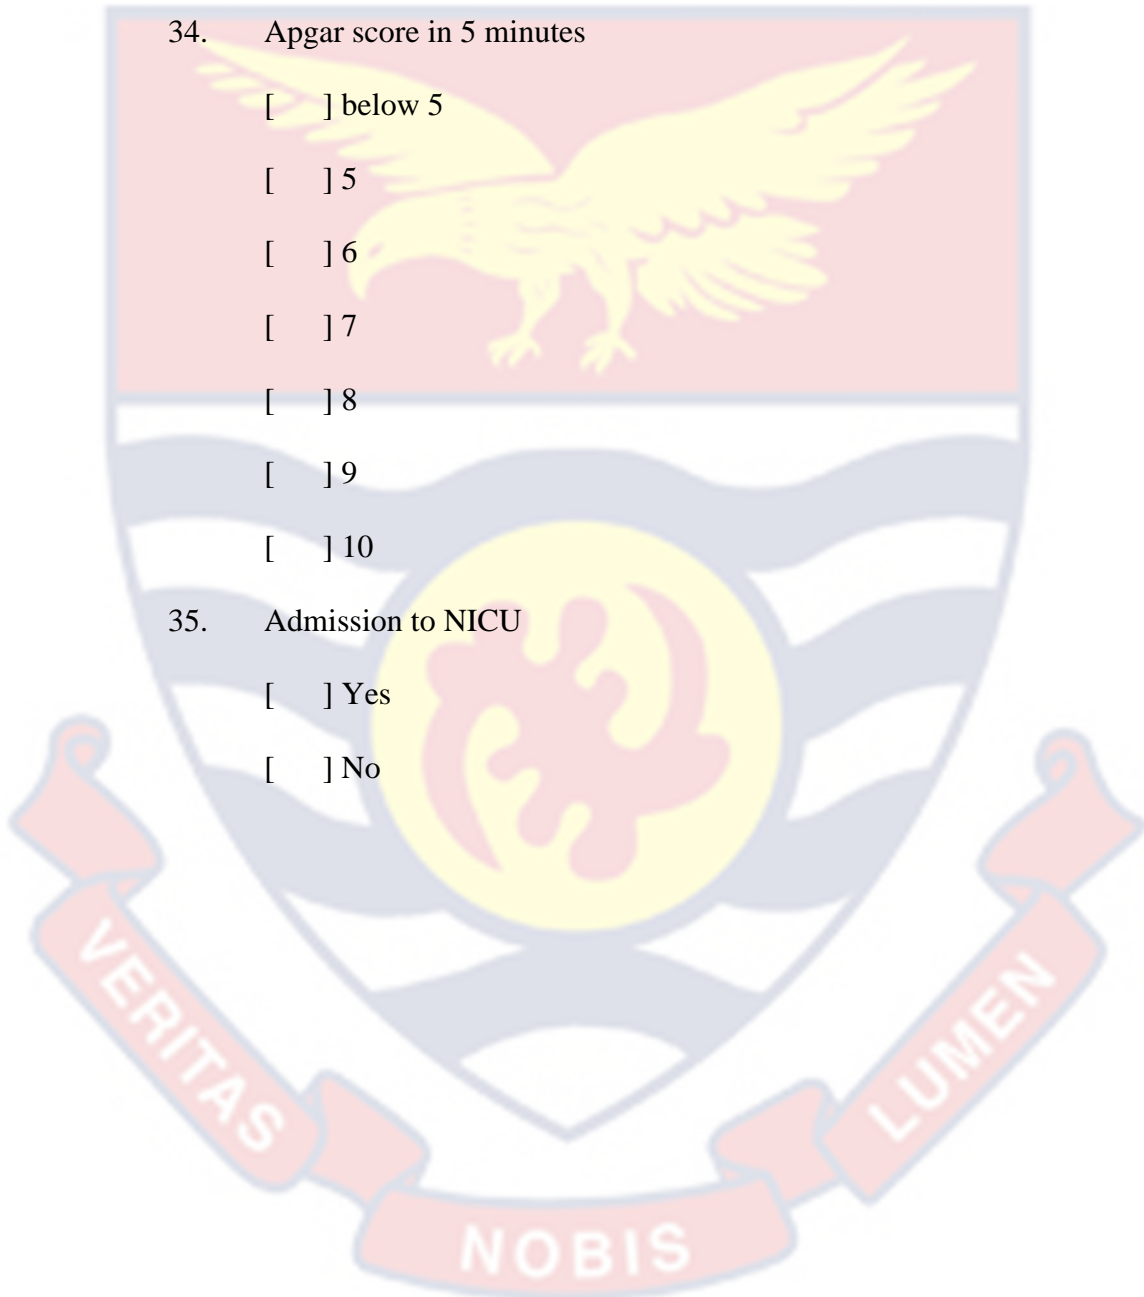 34. Apgar score in 5 minutes
[ ] below 5
[ ] 5
[ ] 6
[ ] 7
[ ] 8
[ ] 9
[ ] 10
35. Admission to NICU
[ ] Yes
[ ] No
VERITAS
NOBIS
LUMEN